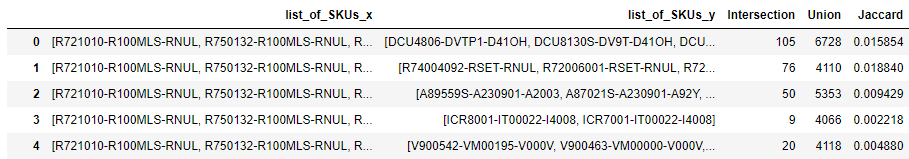 list_of_SKUs_x list_of_SKUs_y Intersection Union Jaccard
0 [R721010-R100MLS-RNUL, R750132-R100MLS-RNUL, R... [DCU4806-DVTP1-D41OH, DCU8130S-DV9T-D41OH, DCU... 105 6728 0.015854
1 [R721010-R100MLS-RNUL, R750132-R100MLS-RNUL, R... [R74004092-RSET-RNUL, R72006001-RSET-RNUL, R72... 76 4110 0.018840
2 [R721010-R100MLS-RNUL, R750132-R100MLS-RNUL, R... [A89559S-A230901-A2003, A87021S-A230901-A92Y, ... 50 5353 0.009429
3 [R721010-R100MLS-RNUL, R750132-R100MLS-RNUL, R... [ICR8001-IT00022-I4008, ICR7001-IT00022-I4008] 9 4066 0.002218
4 [R721010-R100MLS-RNUL, R750132-R100MLS-RNUL, R... [V900542-VM00195-V000V, V900463-VM00000-V000V,... 20 4118 0.004880